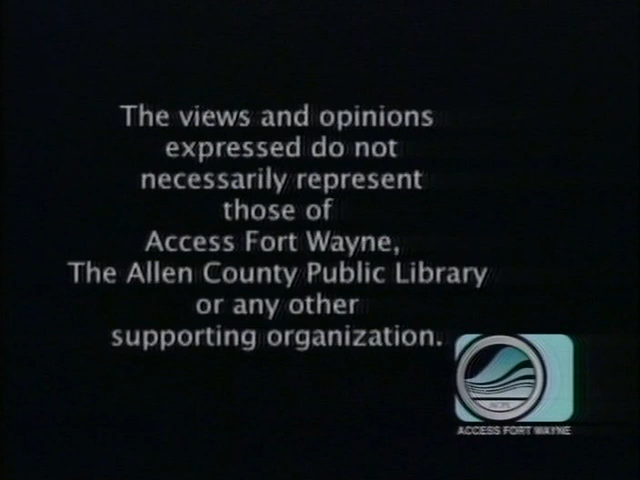 The views and opinions
expressed do not
necessarily represent
those of
Access Fort Wayne,
The Allen County Public Library
or any other
supporting organization.
ACCESS FORT WAYNE